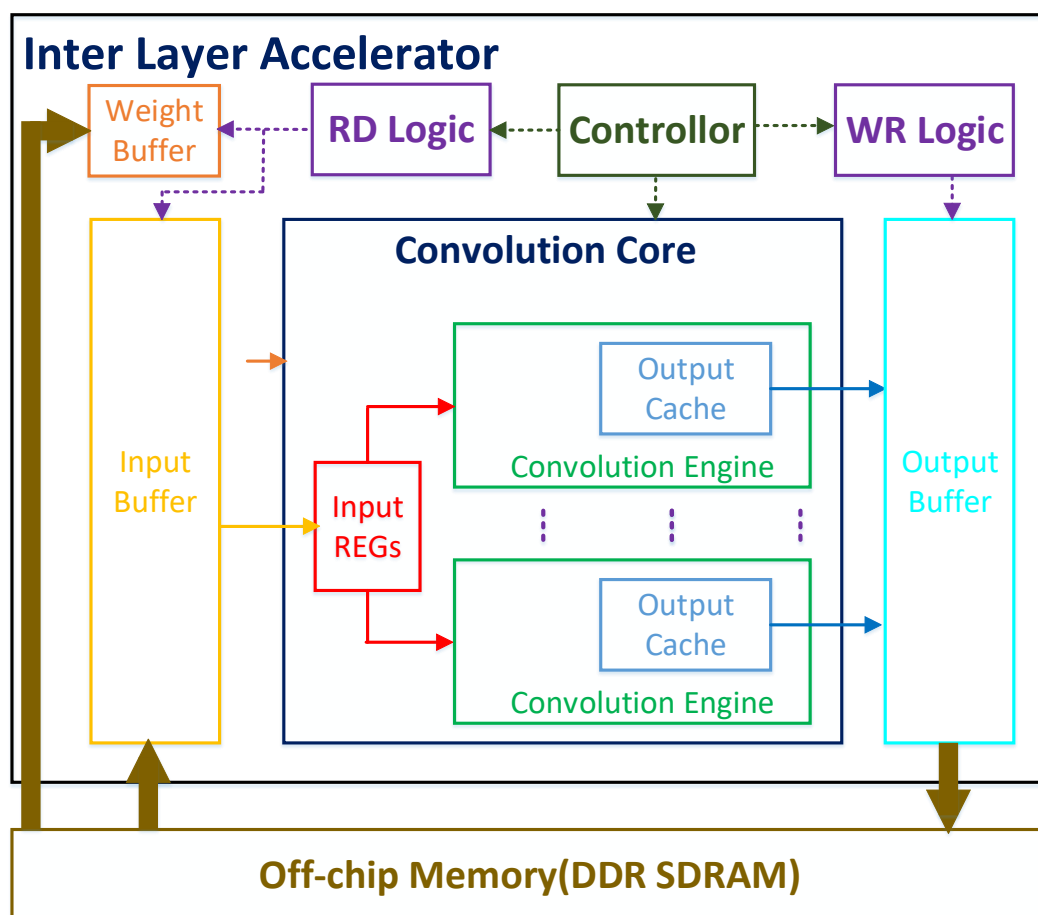 Inter Layer Accelerator
Weight
Buffer
RD Logic
Controllor
WR Logic
Convolution Core
Output
Cache
Convolution Engine
Input
Buffer
Input
REGs
Output
Buffer
Output
Cache
Convolution Engine
Off-chip Memory(DDR SDRAM)